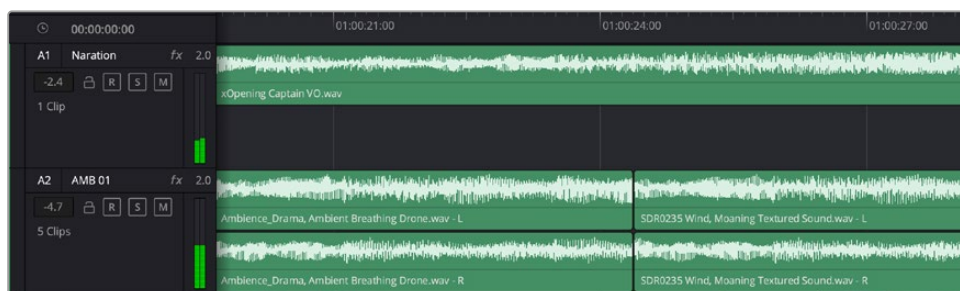 00:00:00:00 01:00:21:00 01:00:24:00 01:00:27:00
A1 Naration fx 2.0
-2.4 R S M
1 Clip
xOpening Captain VO.wav
A2 AMB 01 fx 2.0
-4.7 R S M
5 Clips
Ambience_Drama, Ambient Breathing Drone.wav - L SDR0235 Wind, Moaning Textured Sound.wav - L
Ambience_Drama, Ambient Breathing Drone.wav - R SDR0235 Wind, Moaning Textured Sound.wav - R